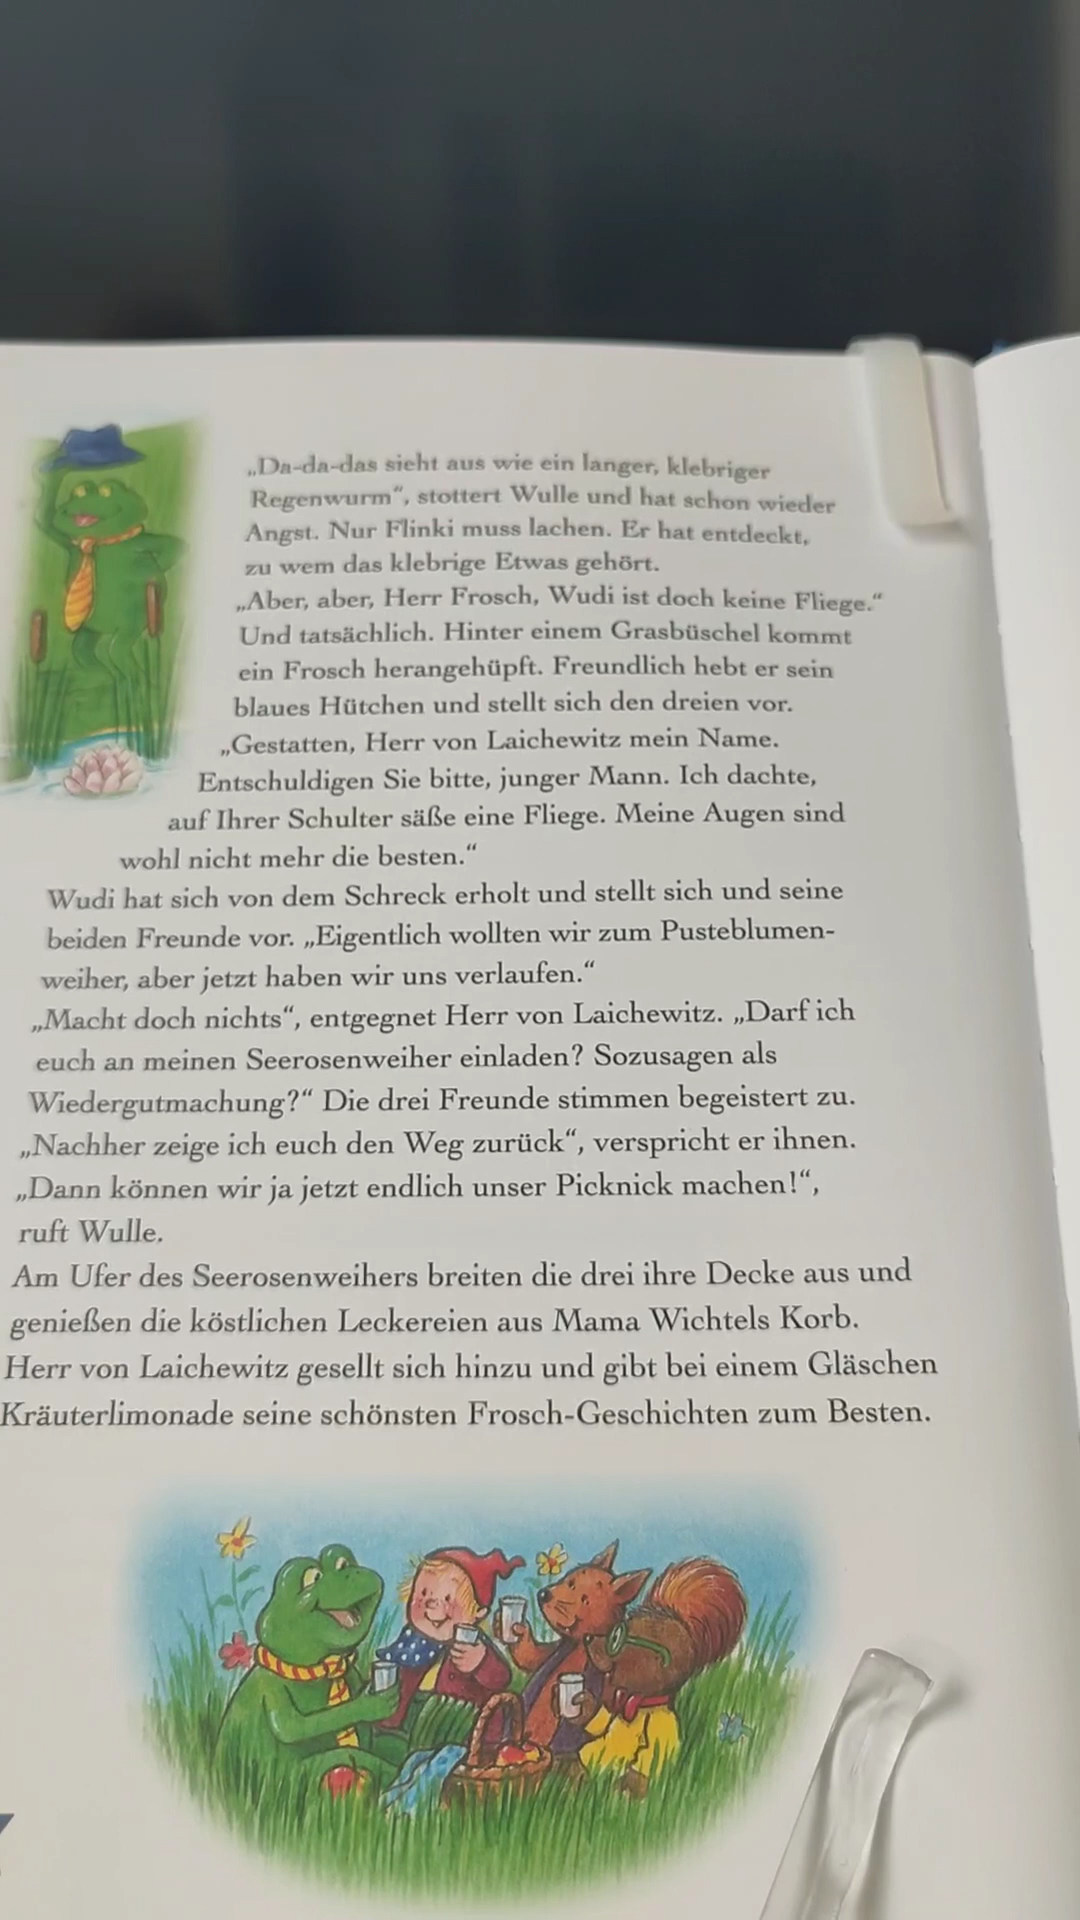 „Da-da-das sieht aus wie ein langer, klebriger
Regenwurm“, stottert Wulle und hat schon wieder
Angst. Nur Flinki muss lachen. Er hat entdeckt,
zu wem das klebrige Etwas gehört.
„Aber, aber, Herr Frosch, Wudi ist doch keine Fliege.“
Und tatsächlich. Hinter einem Grasbüschel kommt
ein Frosch herangehüpft. Freundlich hebt er sein
blaues Hütchen und stellt sich den dreien vor.
„Gestatten, Herr von Laichewitz mein Name.
Entschuldigen Sie bitte, junger Mann. Ich dachte,
auf Ihrer Schulter säße eine Fliege. Meine Augen sind
wohl nicht mehr die besten.“
Wudi hat sich von dem Schreck erholt und stellt sich und seine
beiden Freunde vor. „Eigentlich wollten wir zum Pusteblumen-
weiher, aber jetzt haben wir uns verlaufen.“
„Macht doch nichts“, entgegnet Herr von Laichewitz. „Darf ich
euch an meinen Seerosenweiher einladen? Sozusagen als
Wiedergutmachung?“ Die drei Freunde stimmen begeistert zu.
„Nachher zeige ich euch den Weg zurück“, verspricht er ihnen.
„Dann können wir ja jetzt endlich unser Picknick machen!“,
ruft Wulle.
Am Ufer des Seerosenweihers breiten die drei ihre Decke aus und
genießen die köstlichen Leckereien aus Mama Wichtels Korb.
Herr von Laichewitz gesellt sich hinzu und gibt bei einem Gläschen
Kräuterlimonade seine schönsten Frosch-Geschichten zum Besten.